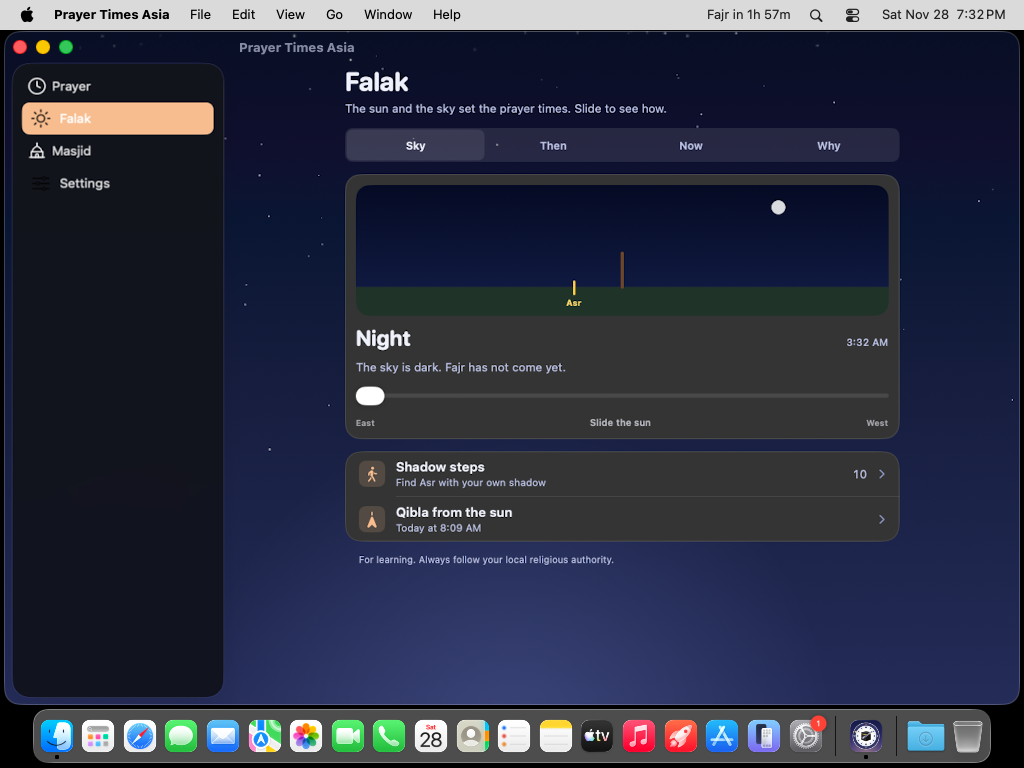 Prayer Times Asia File Edit View Go Window Help Fajr in 1h 57m Sat Nov 28 7:32 PM
Prayer Times Asia
Prayer
Falak
Masjid
Settings
Falak
The sun and the sky set the prayer times. Slide to see how.
Sky Then Now Why
Asr
Night
3:32 AM
The sky is dark. Fajr has not come yet.
East Slide the sun West
Shadow steps
Find Asr with your own shadow
10
Qibla from the sun
Today at 8:09 AM
For learning. Always follow your local religious authority.
Sat
28
tv
1